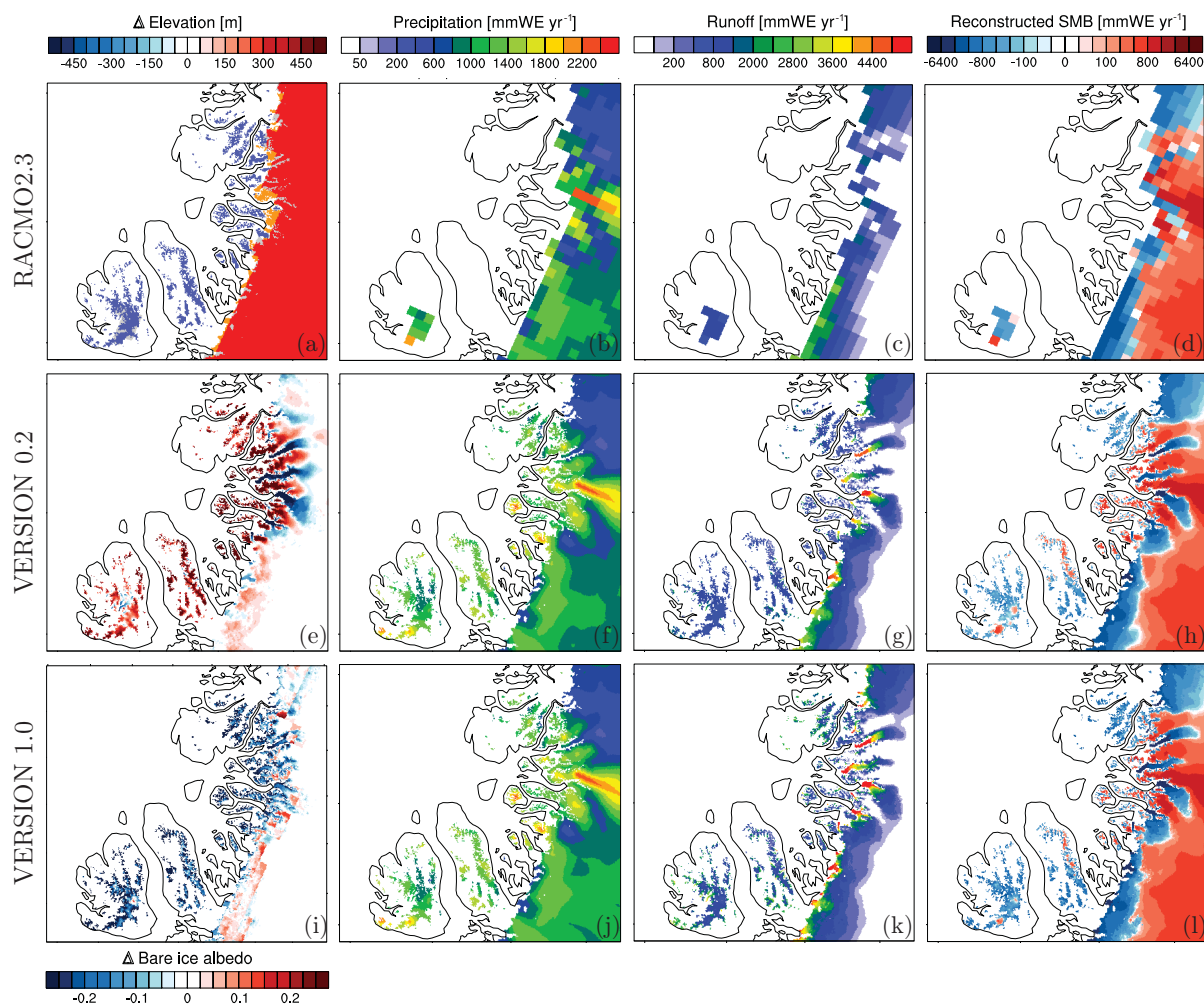 Δ Elevation [m]
Precipitation [mmWE yr⁻¹]
Runoff [mmWE yr⁻¹]
Reconstructed SMB [mmWE yr⁻¹]
-450 -300 -150 0 150 300 450
50 200 600 1000 1400 1800 2200
200 800 2000 2800 3600 4400
-6400 -800 -100 0 100 800 6400
RACMO2.3
(a)
(b)
(c)
(d)
VERSION 0.2
(e)
(f)
(g)
(h)
VERSION 1.0
(i)
(j)
(k)
(l)
Δ Bare ice albedo
-0.2 -0.1 0 0.1 0.2